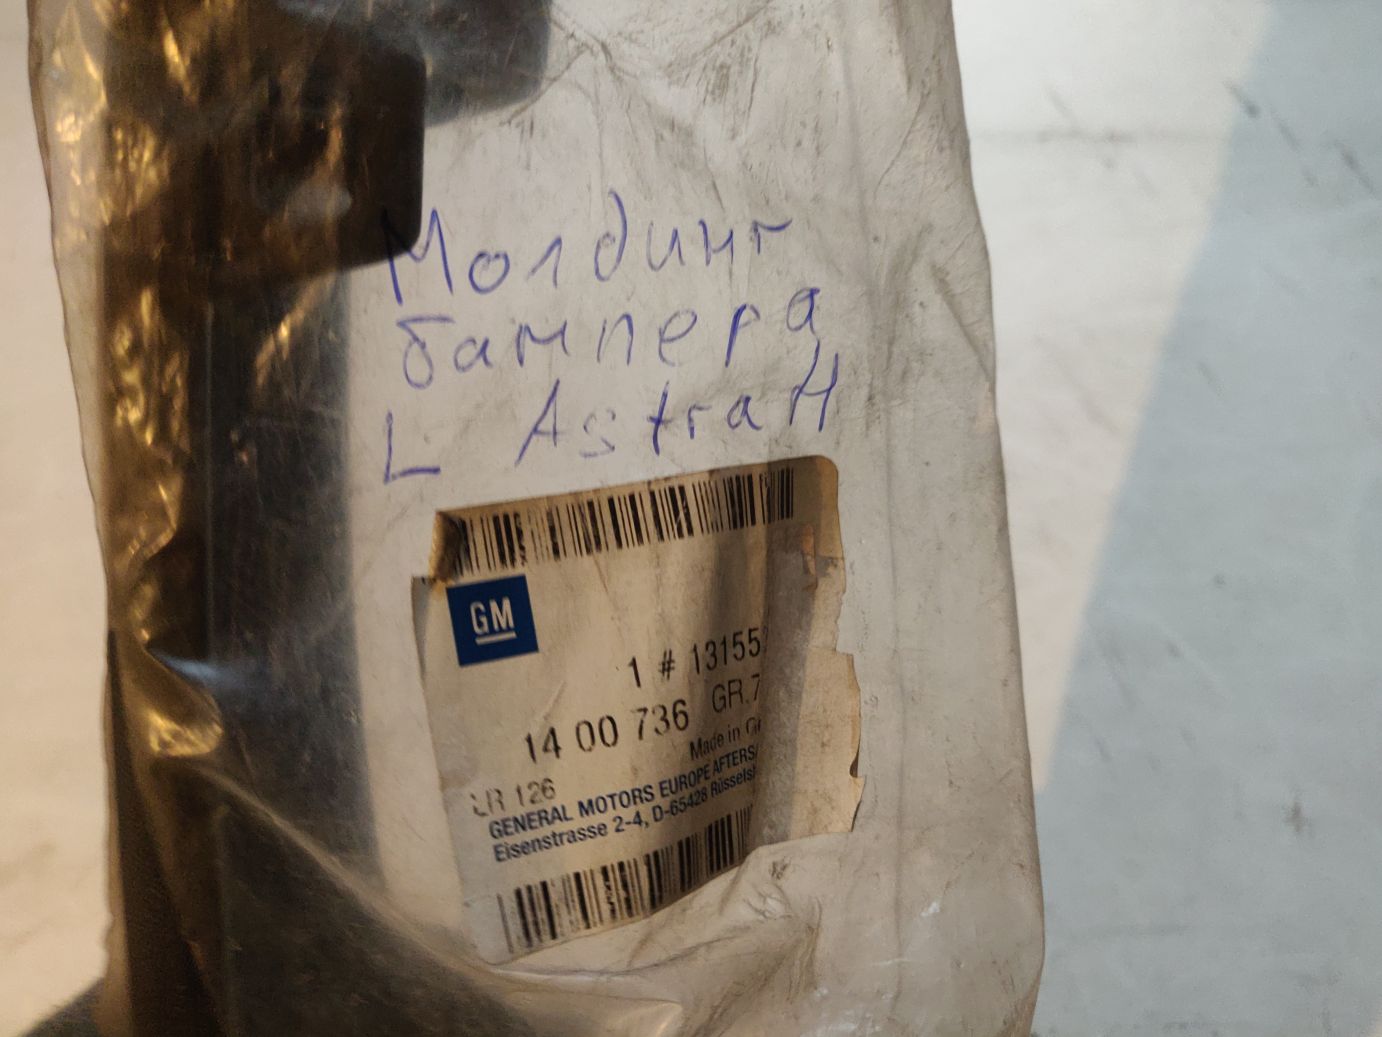 Молдинг
бампера
L Astra H
GM
1 # 13155
14 00 736 GR.7
Made in
LR 126
GENERAL MOTORS EUROPE
Eisenstrasse 2-4, D-65428